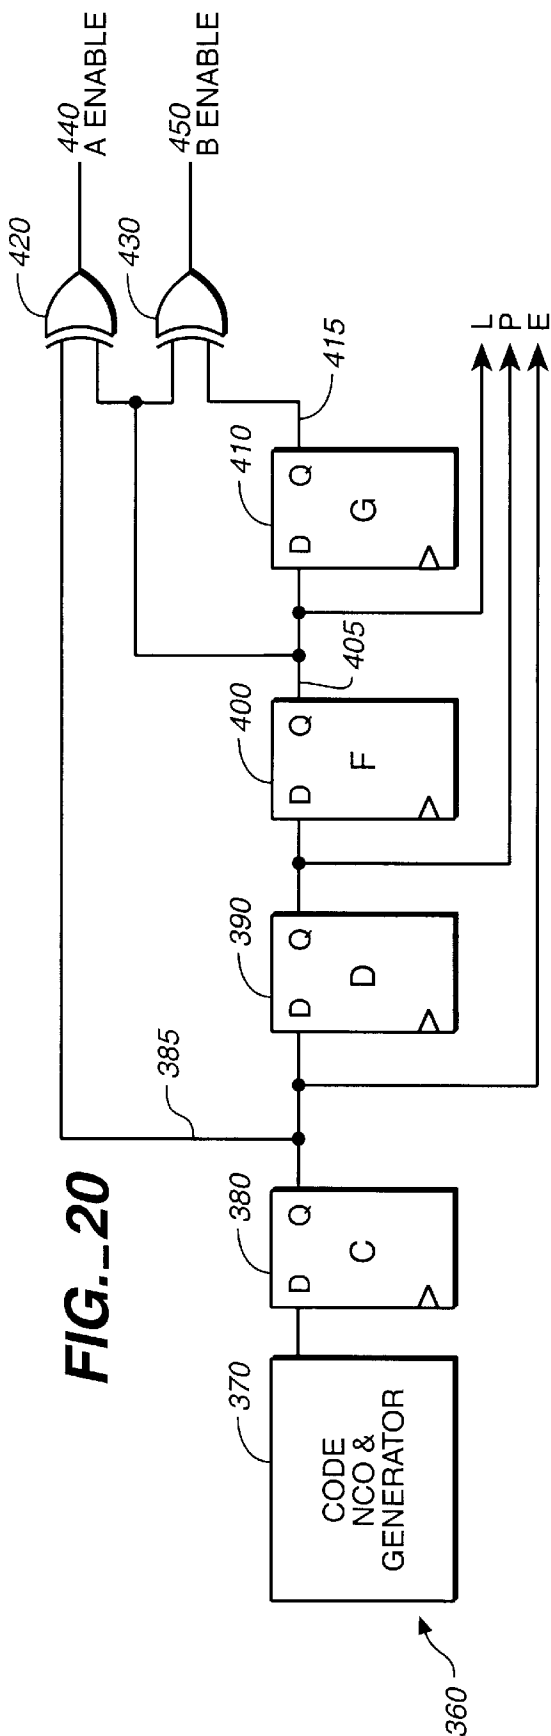 FIG._20
360
370
CODE
NCO &
GENERATOR
380
D
Q
C
385
390
D
Q
D
400
D
Q
F
405
410
D
Q
G
415
420
430
440
A ENABLE
450
B ENABLE
L
P
E